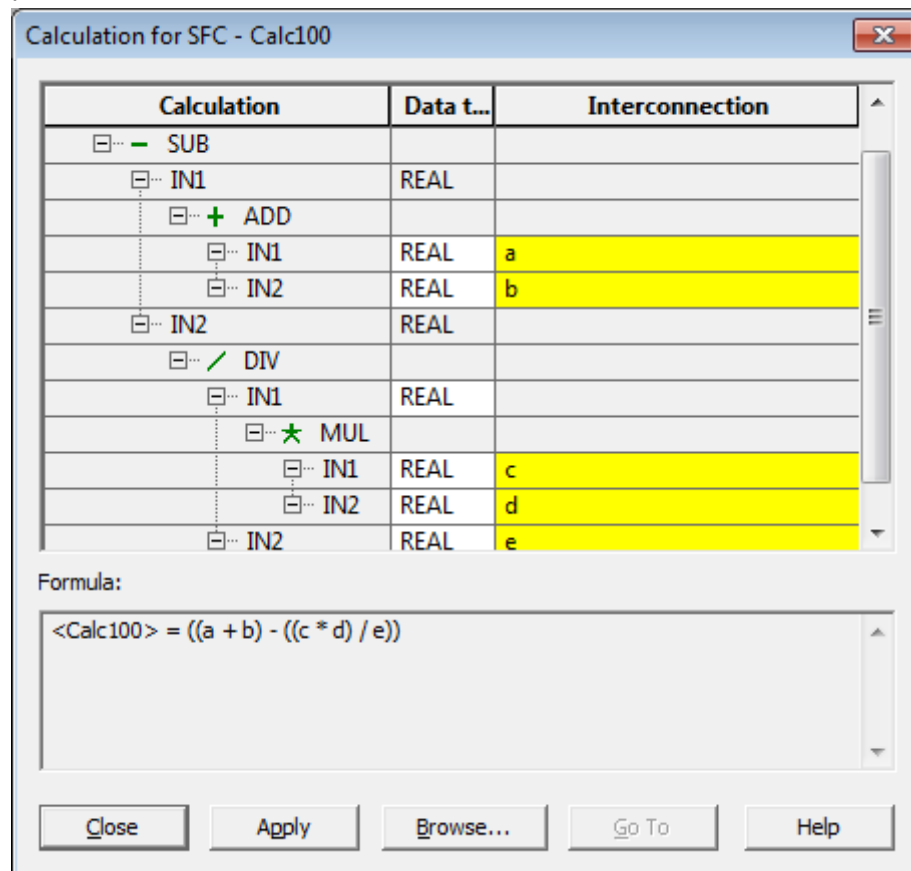 Calculation for SFC - Calc100
Calculation Data t... Interconnection
SUB
IN1 REAL
ADD
IN1 REAL a
IN2 REAL b
IN2 REAL
DIV
IN1 REAL
MUL
IN1 REAL c
IN2 REAL d
IN2 REAL e
Formula:
<Calc100> = ((a + b) - ((c * d) / e))
Close Apply Browse... Go To Help